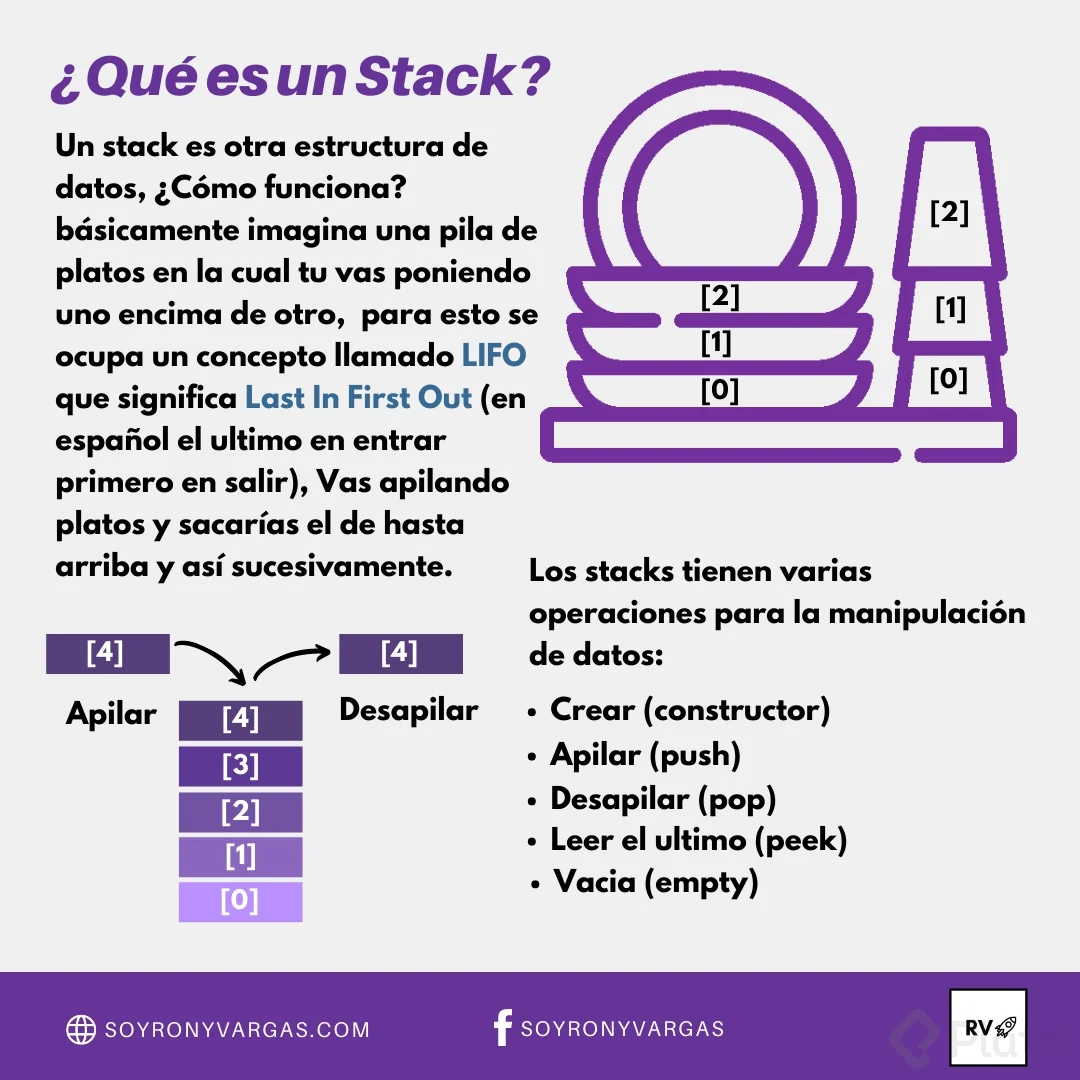 ¿Qué es un Stack?
Un stack es otra estructura de
datos, ¿Cómo funciona?
básicamente imagina una pila de
platos en la cual tu vas poniendo
uno encima de otro, para esto se
ocupa un concepto llamado LIFO
que significa Last In First Out (en
español el ultimo en entrar
primero en salir), Vas apilando
platos y sacarías el de hasta
arriba y así sucesivamente.
[2]
[1]
[0]
[2]
[1]
[0]
[4]
Apilar
[4]
Desapilar
[4]
[3]
[2]
[1]
[0]
Los stacks tienen varias
operaciones para la manipulación
de datos:
• Crear (constructor)
• Apilar (push)
• Desapilar (pop)
• Leer el ultimo (peek)
• Vacia (empty)
SOYRONYVARGAS.COM
SOYRONYVARGAS
RV